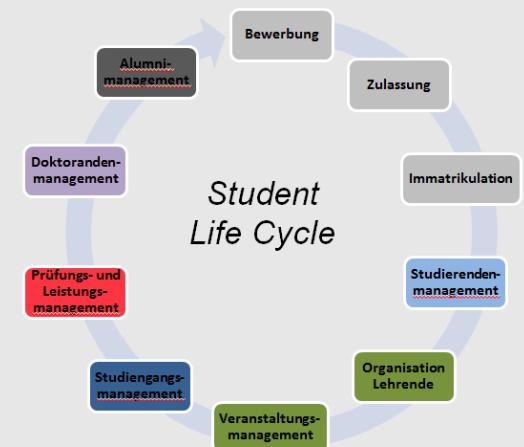 Bewerbung
Zulassung
Immatrikulation
Studierenden-
management
Organisation
Lehrende
Veranstaltungs-
management
Studiengangs-
management
Prüfungs- und
Leistungs-
management
Doktoranden-
management
Alumni-
management
Student
Life Cycle